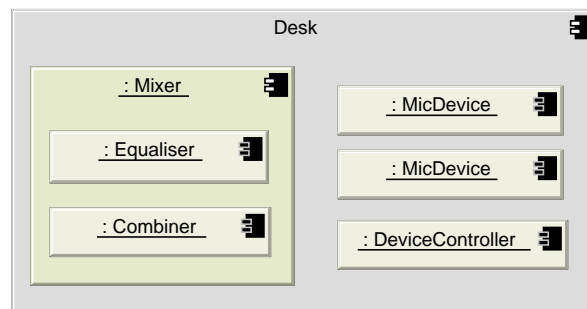 Desk
: Mixer
: Equaliser
: Combiner
: MicDevice
: MicDevice
: DeviceController